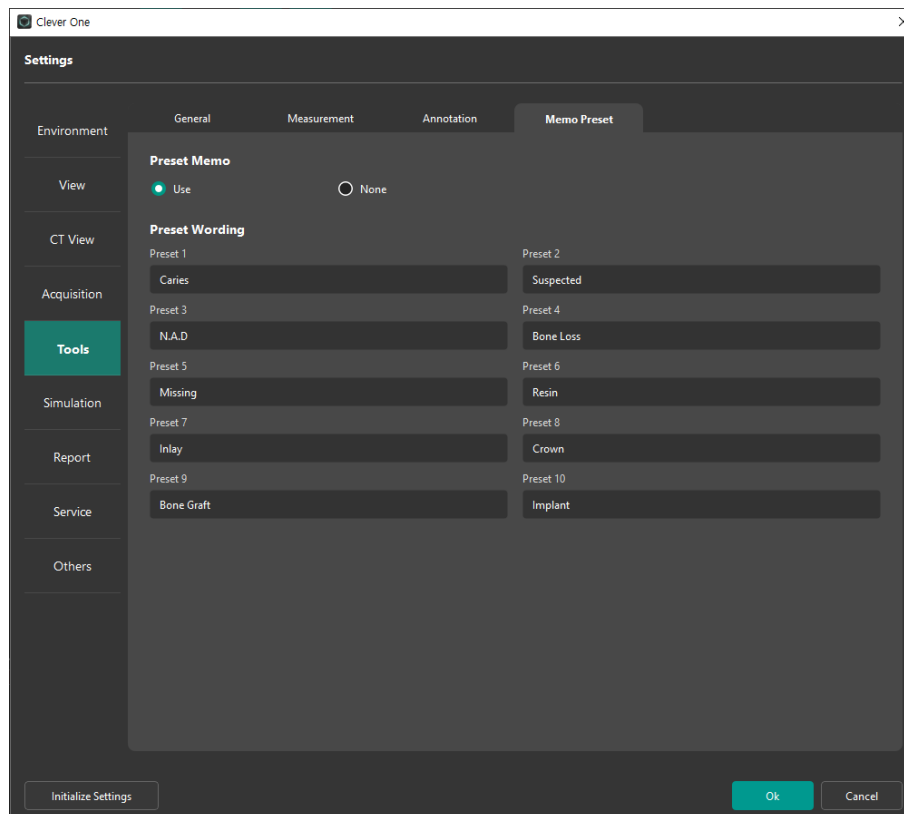 Clever One
Settings
Environment
View
CT View
Acquisition
Tools
Simulation
Report
Service
Others
General Measurement Annotation Memo Preset
Preset Memo
Use None
Preset Wording
Preset 1 Preset 2
Caries Suspected
Preset 3 Preset 4
N.A.D Bone Loss
Preset 5 Preset 6
Missing Resin
Preset 7 Preset 8
Inlay Crown
Preset 9 Preset 10
Bone Graft Implant
Initialize Settings Ok Cancel